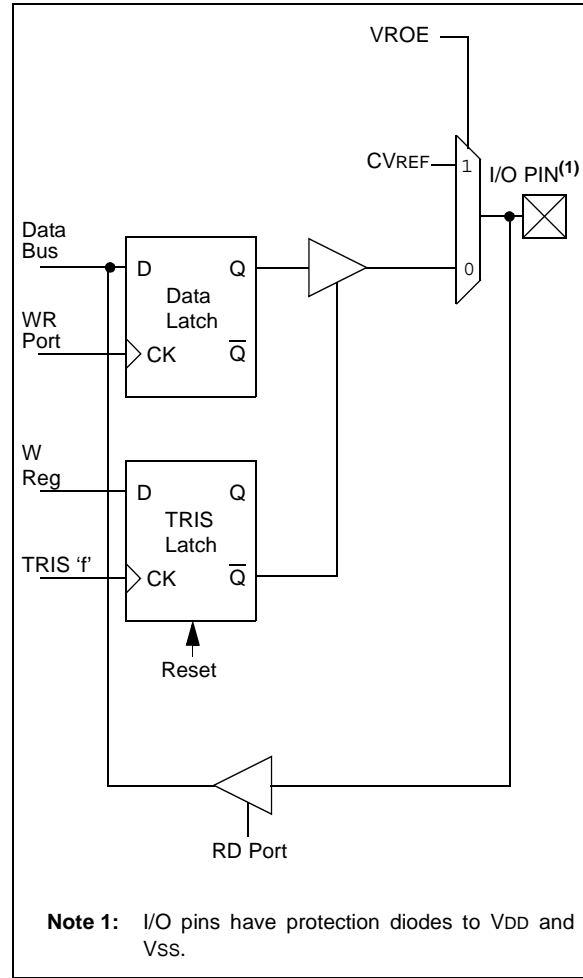 VROE
CVREF
1
I/O PIN(1)
0
Data
Bus
D Q
Data
Latch
WR
Port
CK Q
W
Reg
D Q
TRIS
Latch
TRIS ‘f’
CK Q
Reset
RD Port
Note 1: I/O pins have protection diodes to VDD and
VSS.